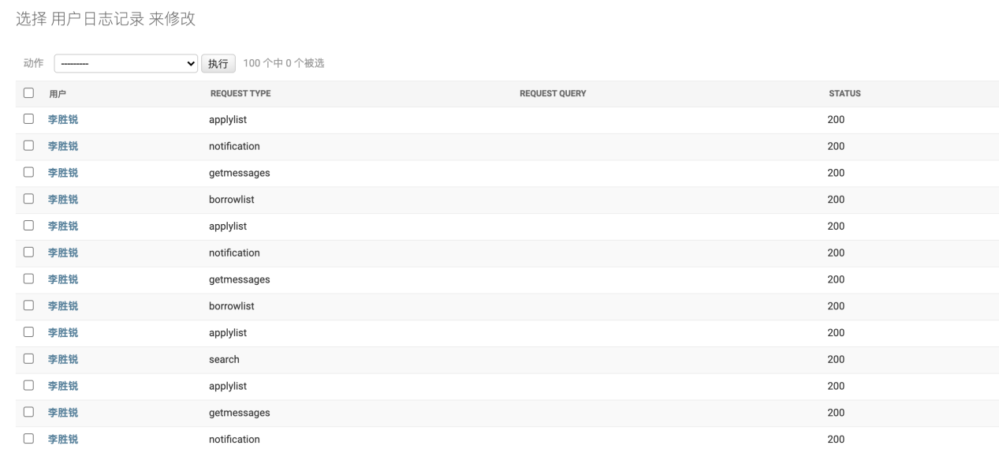 选择 用户日志记录 来修改
动作 --------- 执行 100 个中 0 个被选
用户 REQUEST TYPE REQUEST QUERY STATUS
李胜锐 applylist 200
李胜锐 notification 200
李胜锐 getmessages 200
李胜锐 borrowlist 200
李胜锐 applylist 200
李胜锐 notification 200
李胜锐 getmessages 200
李胜锐 borrowlist 200
李胜锐 applylist 200
李胜锐 search 200
李胜锐 applylist 200
李胜锐 getmessages 200
李胜锐 notification 200